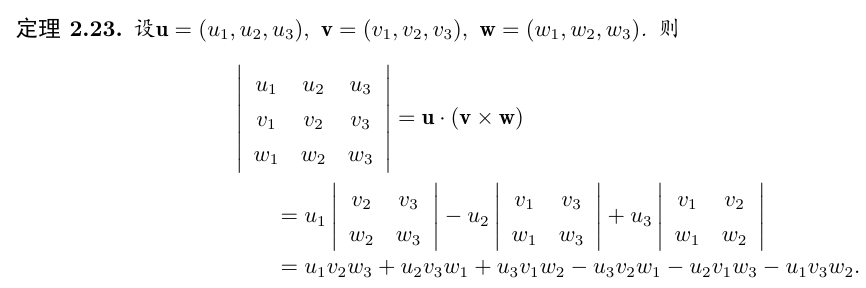 定理 2.23. 设u = (u₁, u₂, u₃), v = (v₁, v₂, v₃), w = (w₁, w₂, w₃). 则
| u₁ u₂ u₃ |
| v₁ v₂ v₃ | = u · (v × w)
| w₁ w₂ w₃ |
= u₁ | v₂ v₃ ; w₂ w₃ | − u₂ | v₁ v₃ ; w₁ w₃ | + u₃ | v₁ v₂ ; w₁ w₂ |
= u₁v₂w₃ + u₂v₃w₁ + u₃v₁w₂ − u₃v₂w₁ − u₂v₁w₃ − u₁v₃w₂.